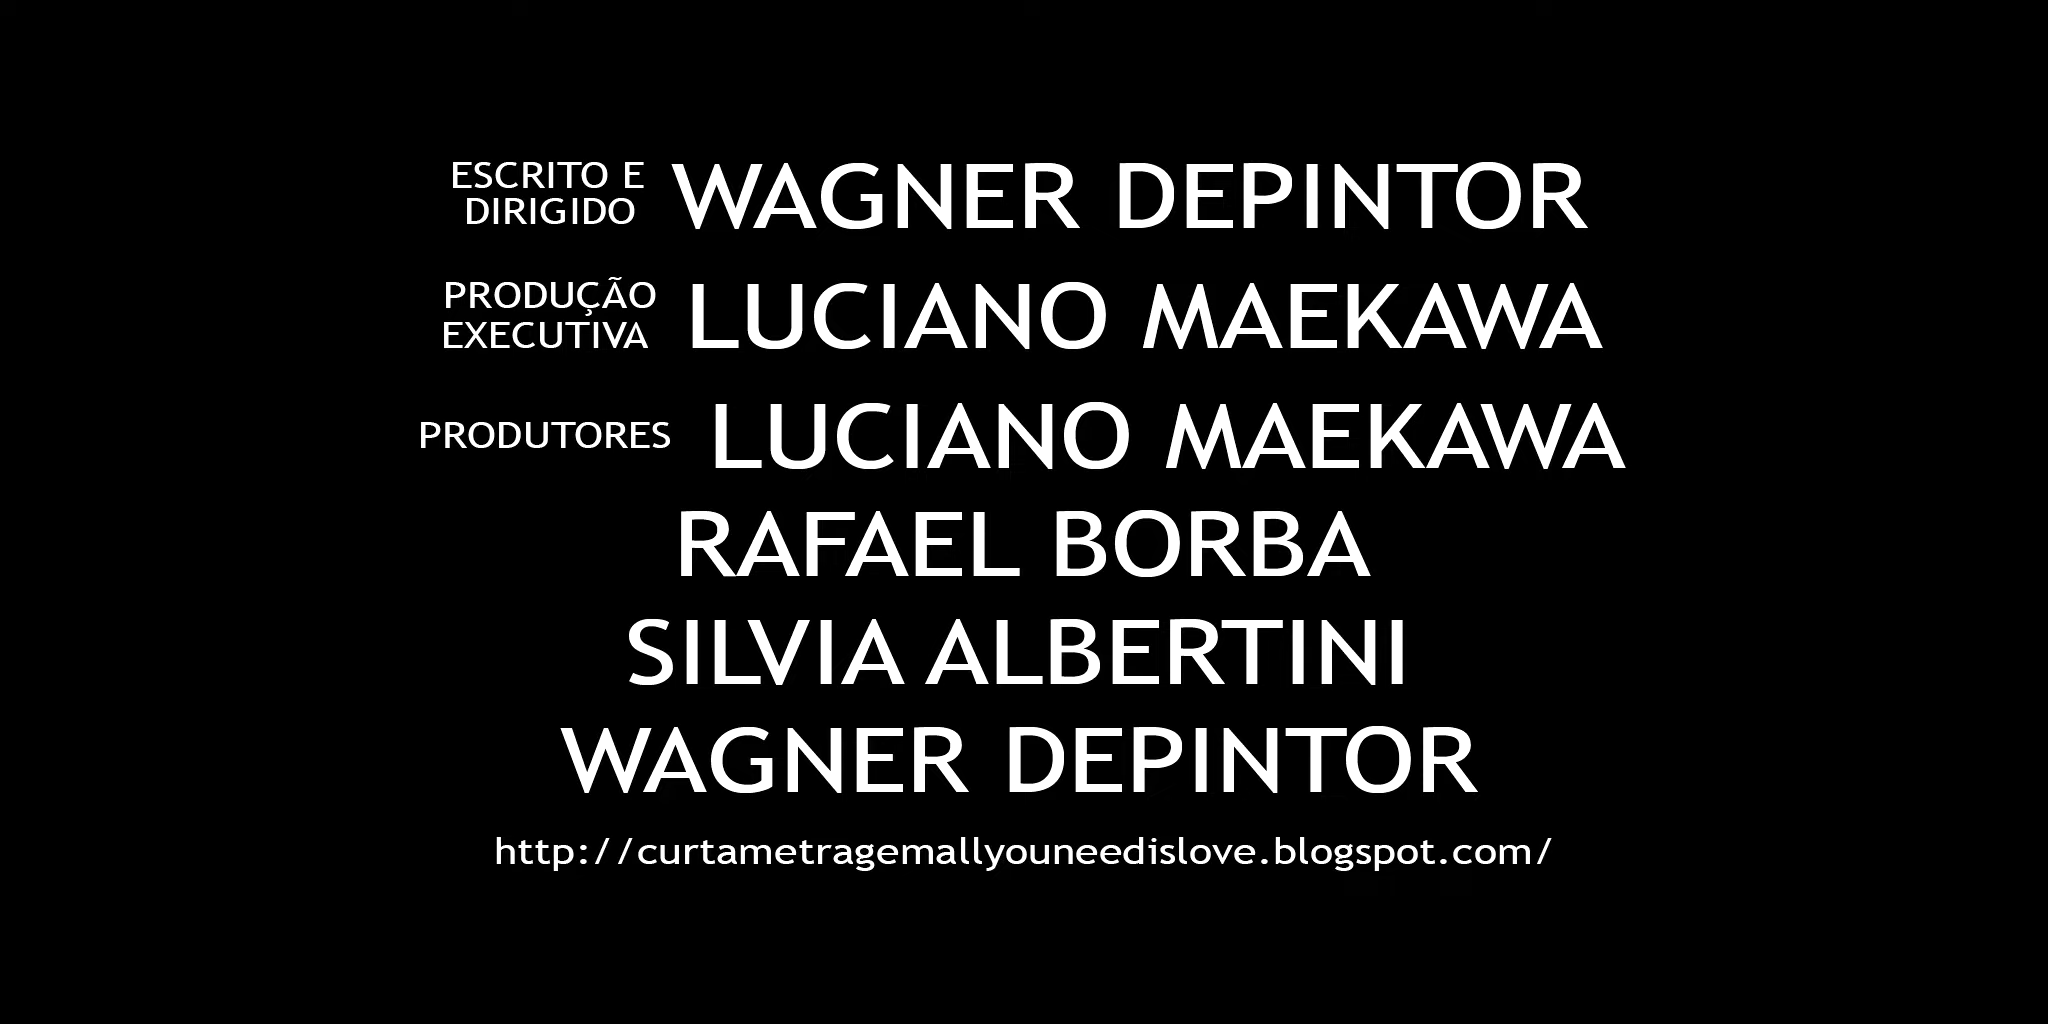 ESCRITO E
DIRIGIDO
WAGNER DEPINTOR
PRODUÇÃO
EXECUTIVA
LUCIANO MAEKAWA
PRODUTORES LUCIANO MAEKAWA
RAFAEL BORBA
SILVIA ALBERTINI
WAGNER DEPINTOR
http://curtametragemallyouneedislove.blogspot.com/